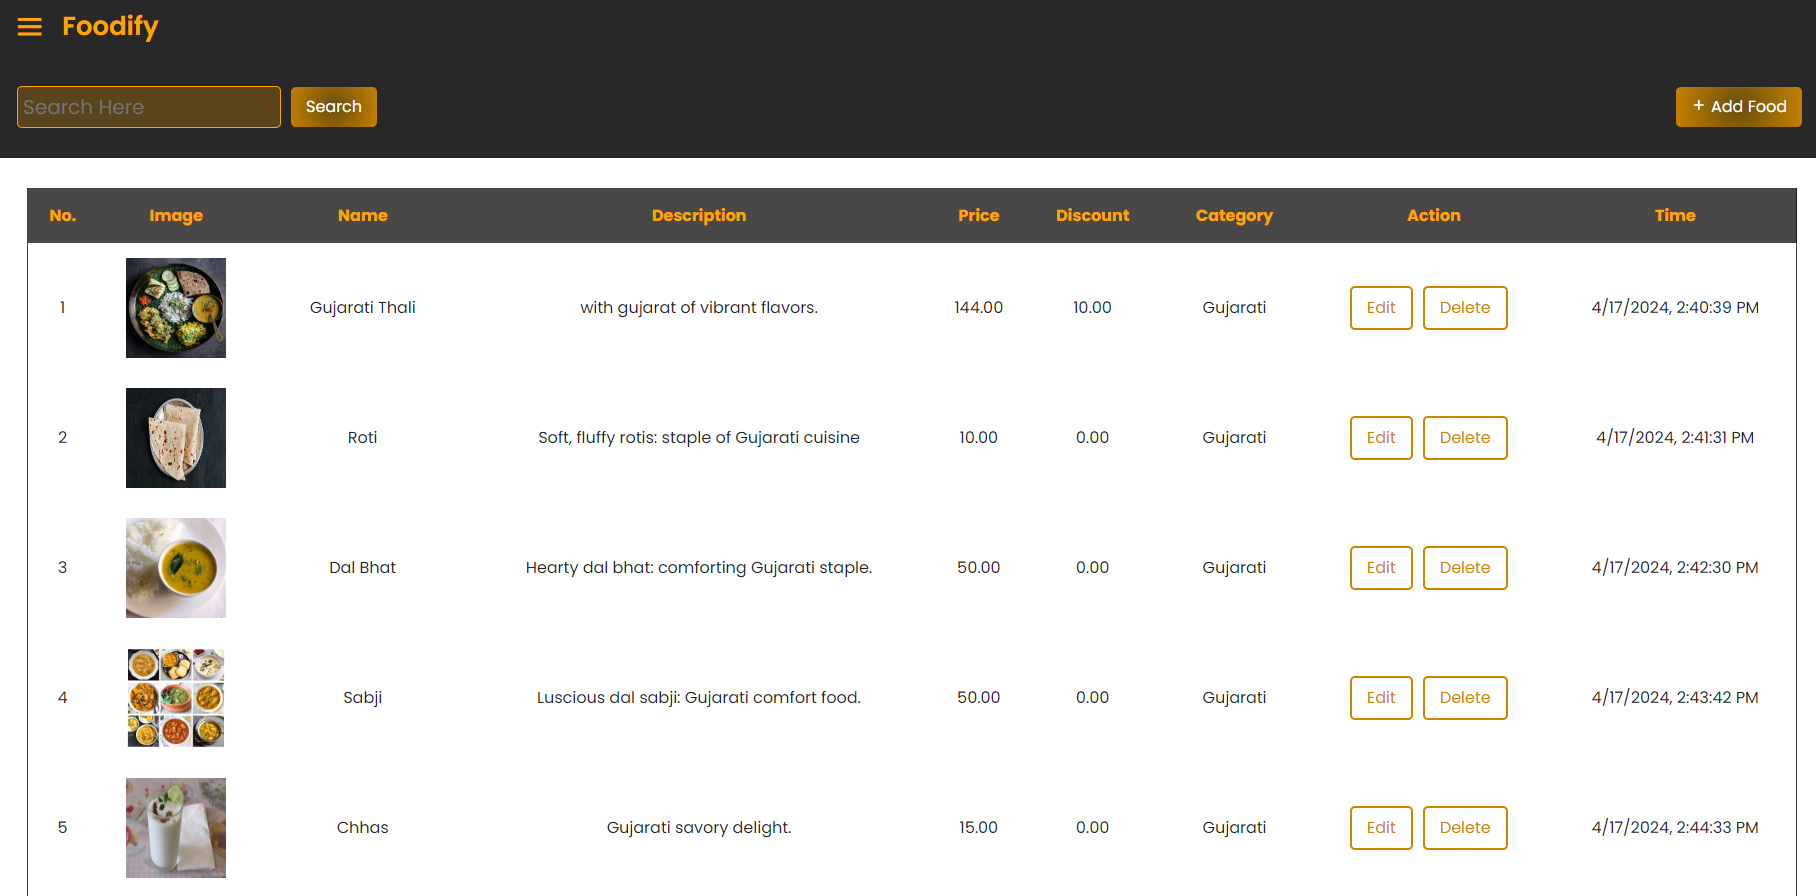 Foodify
Search Here Search + Add Food
No. Image Name Description Price Discount Category Action Time
1 Gujarati Thali with gujarat of vibrant flavors. 144.00 10.00 Gujarati Edit Delete 4/17/2024, 2:40:39 PM
2 Roti Soft, fluffy rotis: staple of Gujarati cuisine 10.00 0.00 Gujarati Edit Delete 4/17/2024, 2:41:31 PM
3 Dal Bhat Hearty dal bhat: comforting Gujarati staple. 50.00 0.00 Gujarati Edit Delete 4/17/2024, 2:42:30 PM
4 Sabji Luscious dal sabji: Gujarati comfort food. 50.00 0.00 Gujarati Edit Delete 4/17/2024, 2:43:42 PM
5 Chhas Gujarati savory delight. 15.00 0.00 Gujarati Edit Delete 4/17/2024, 2:44:33 PM